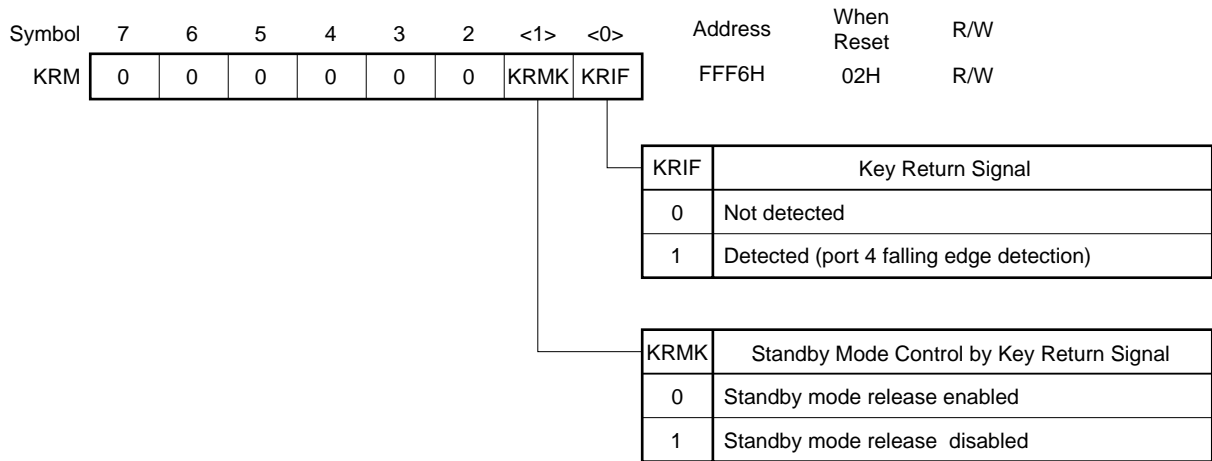 Symbol 7 6 5 4 3 2 <1> <0> Address When Reset R/W
KRM 0 0 0 0 0 0 KRMK KRIF FFF6H 02H R/W
KRIF Key Return Signal
0 Not detected
1 Detected (port 4 falling edge detection)
KRMK Standby Mode Control by Key Return Signal
0 Standby mode release enabled
1 Standby mode release disabled